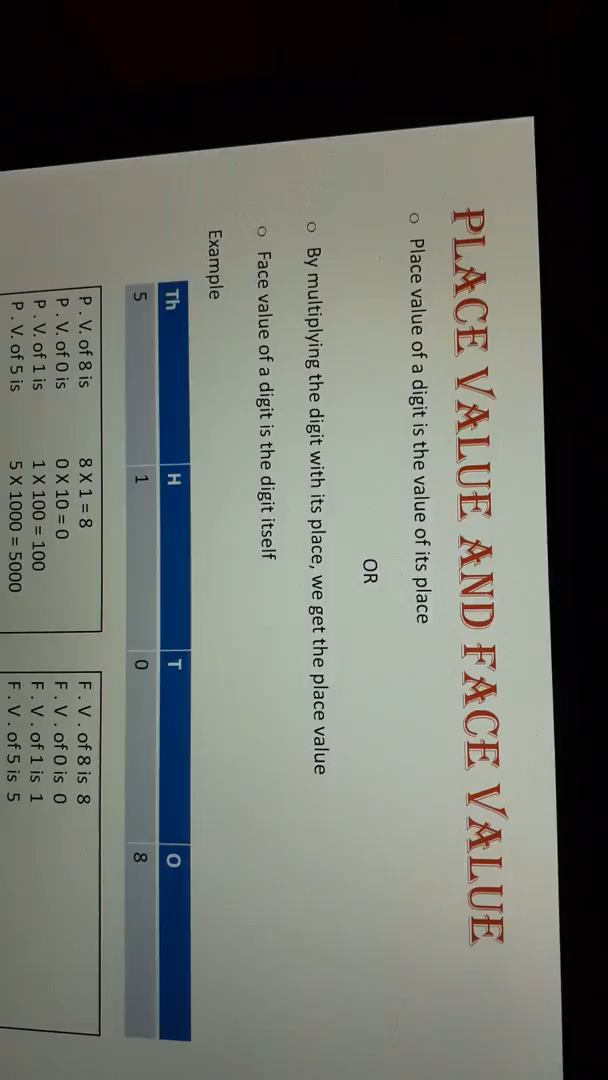 PLACE VALUE AND FACE VALUE
○ Place value of a digit is the value of its place
OR
○ By multiplying the digit with its place, we get the place value
○ Face value of a digit is the digit itself
Example
Th H T O
5 1 0 8
P . V. of 8 is 8 X 1 = 8
P . V. of 0 is 0 X 10 = 0
P . V. of 1 is 1 X 100 = 100
P . V. of 5 is 5 X 1000 = 5000
F . V . of 8 is 8
F . V . of 0 is 0
F . V . of 1 is 1
F . V . of 5 is 5